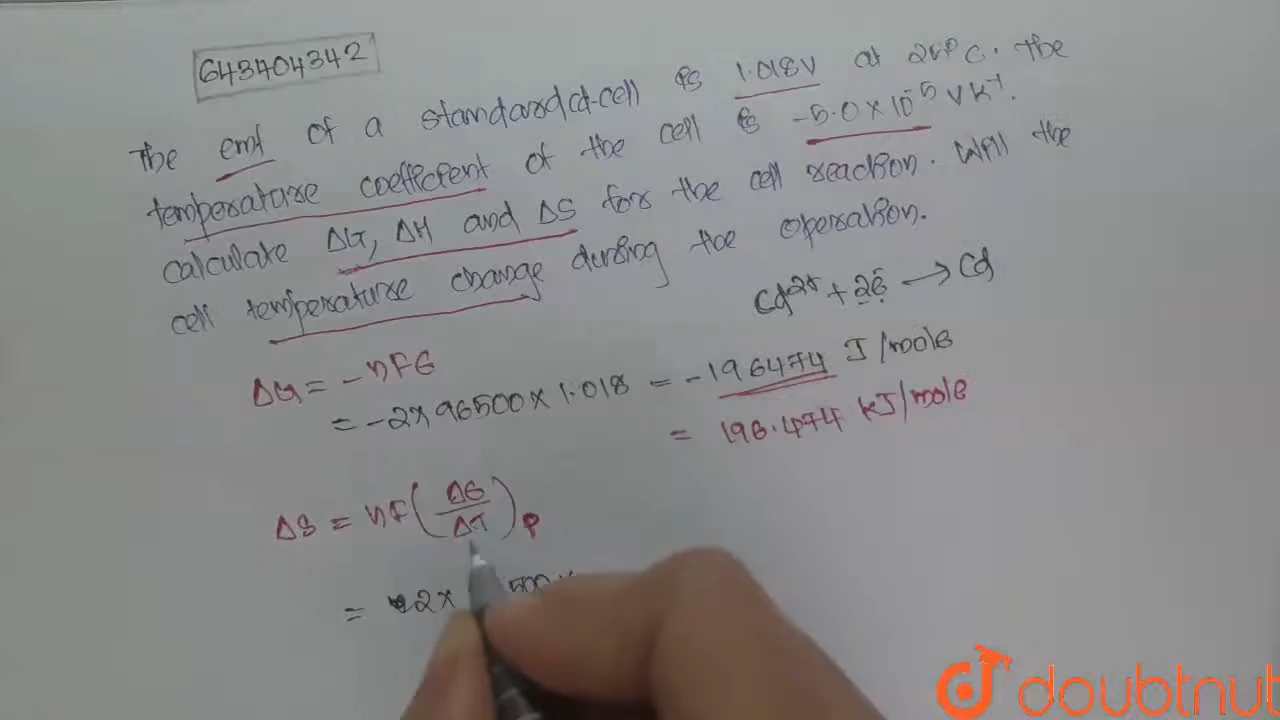 643404342
The emf of a standard cd-cell is 1.018V at 25°C. The
temperature coefficient of the cell is -5.0×10⁻⁵ VK⁻¹.
calculate ΔG, ΔH and ΔS for the cell reaction. Will the
cell temperature change during the operation.
Cd²⁺ + 2e⁻ → Cd
ΔG = -nFE
= -2×96500×1.018 = -196474 J/mole
= 196.474 KJ/mole
ΔS = nF(ΔE/ΔT)P
= 2× 500×
doubtnut